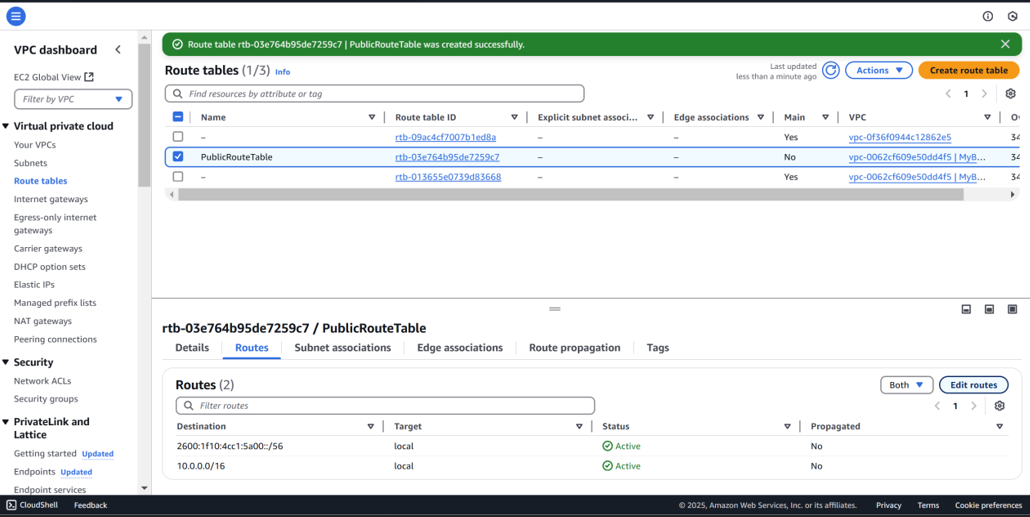 VPC dashboard
EC2 Global View
Filter by VPC
Virtual private cloud
Your VPCs
Subnets
Route tables
Internet gateways
Egress-only internet
gateways
Carrier gateways
DHCP option sets
Elastic IPs
Managed prefix lists
NAT gateways
Peering connections
Security
Network ACLs
Security groups
PrivateLink and
Lattice
Getting started Updated
Endpoints Updated
Endpoint services
Route table rtb-03e764b95de7259c7 | PublicRouteTable was created successfully.
Route tables (1/3) Info
Last updated
less than a minute ago
Actions
Create route table
Find resources by attribute or tag
1
Name Route table ID Explicit subnet associ... Edge associations Main VPC
– rtb-09ac4cf7007b1ed8a – – Yes vpc-0f36f0944c12862e5 34
PublicRouteTable rtb-03e764b95de7259c7 – – No vpc-0062cf609e50dd4f5 | MyB... 34
– rtb-013655e0739d83668 – – Yes vpc-0062cf609e50dd4f5 | MyB... 34
rtb-03e764b95de7259c7 / PublicRouteTable
Details Routes Subnet associations Edge associations Route propagation Tags
Routes (2)
Both
Edit routes
Filter routes
1
Destination Target Status Propagated
2600:1f10:4cc1:5a00::/56 local Active No
10.0.0.0/16 local Active No
CloudShell Feedback © 2025, Amazon Web Services, Inc. or its affiliates. Privacy Terms Cookie preferences